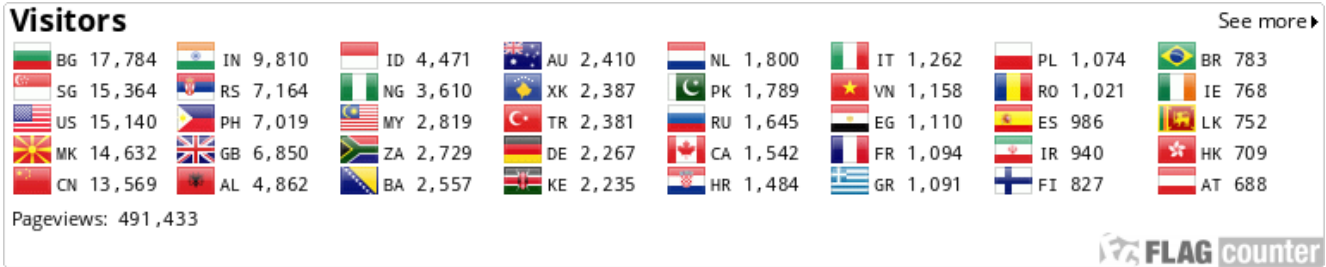 Visitors
See more
BG 17,784 IN 9,810 ID 4,471 AU 2,410 NL 1,800 IT 1,262 PL 1,074 BR 783
SG 15,364 RS 7,164 NG 3,610 XK 2,387 PK 1,789 VN 1,158 RO 1,021 IE 768
US 15,140 PH 7,019 MY 2,819 TR 2,381 RU 1,645 EG 1,110 ES 986 LK 752
MK 14,632 GB 6,850 ZA 2,729 DE 2,267 CA 1,542 FR 1,094 IR 940 HK 709
CN 13,569 AL 4,862 BA 2,557 KE 2,235 HR 1,484 GR 1,091 FI 827 AT 688
Pageviews: 491,433
FC FLAG counter